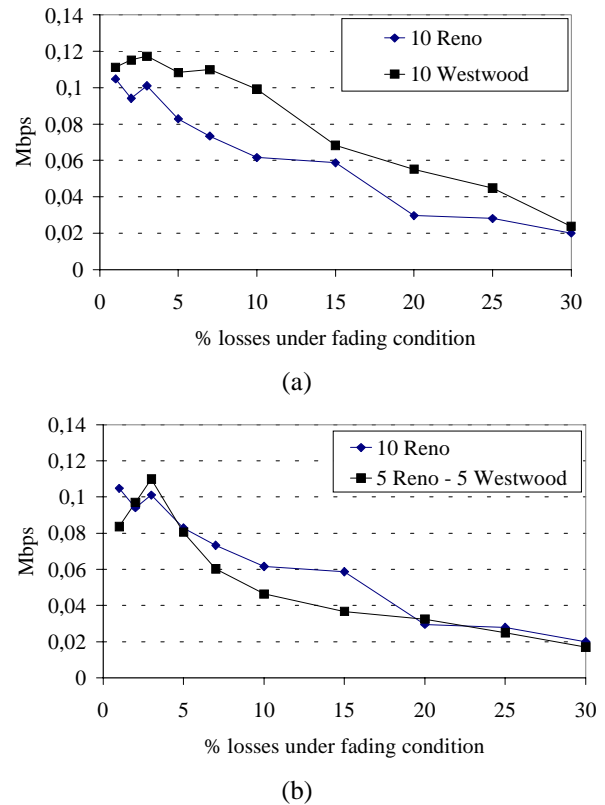 0,14
0,12
0,1
0,08
0,06
0,04
0,02
0
Mbps
10 Reno
10 Westwood
0 5 10 15 20 25 30
% losses under fading condition
(a)
0,14
0,12
0,1
0,08
0,06
0,04
0,02
0
Mbps
10 Reno
5 Reno - 5 Westwood
0 5 10 15 20 25 30
% losses under fading condition
(b)